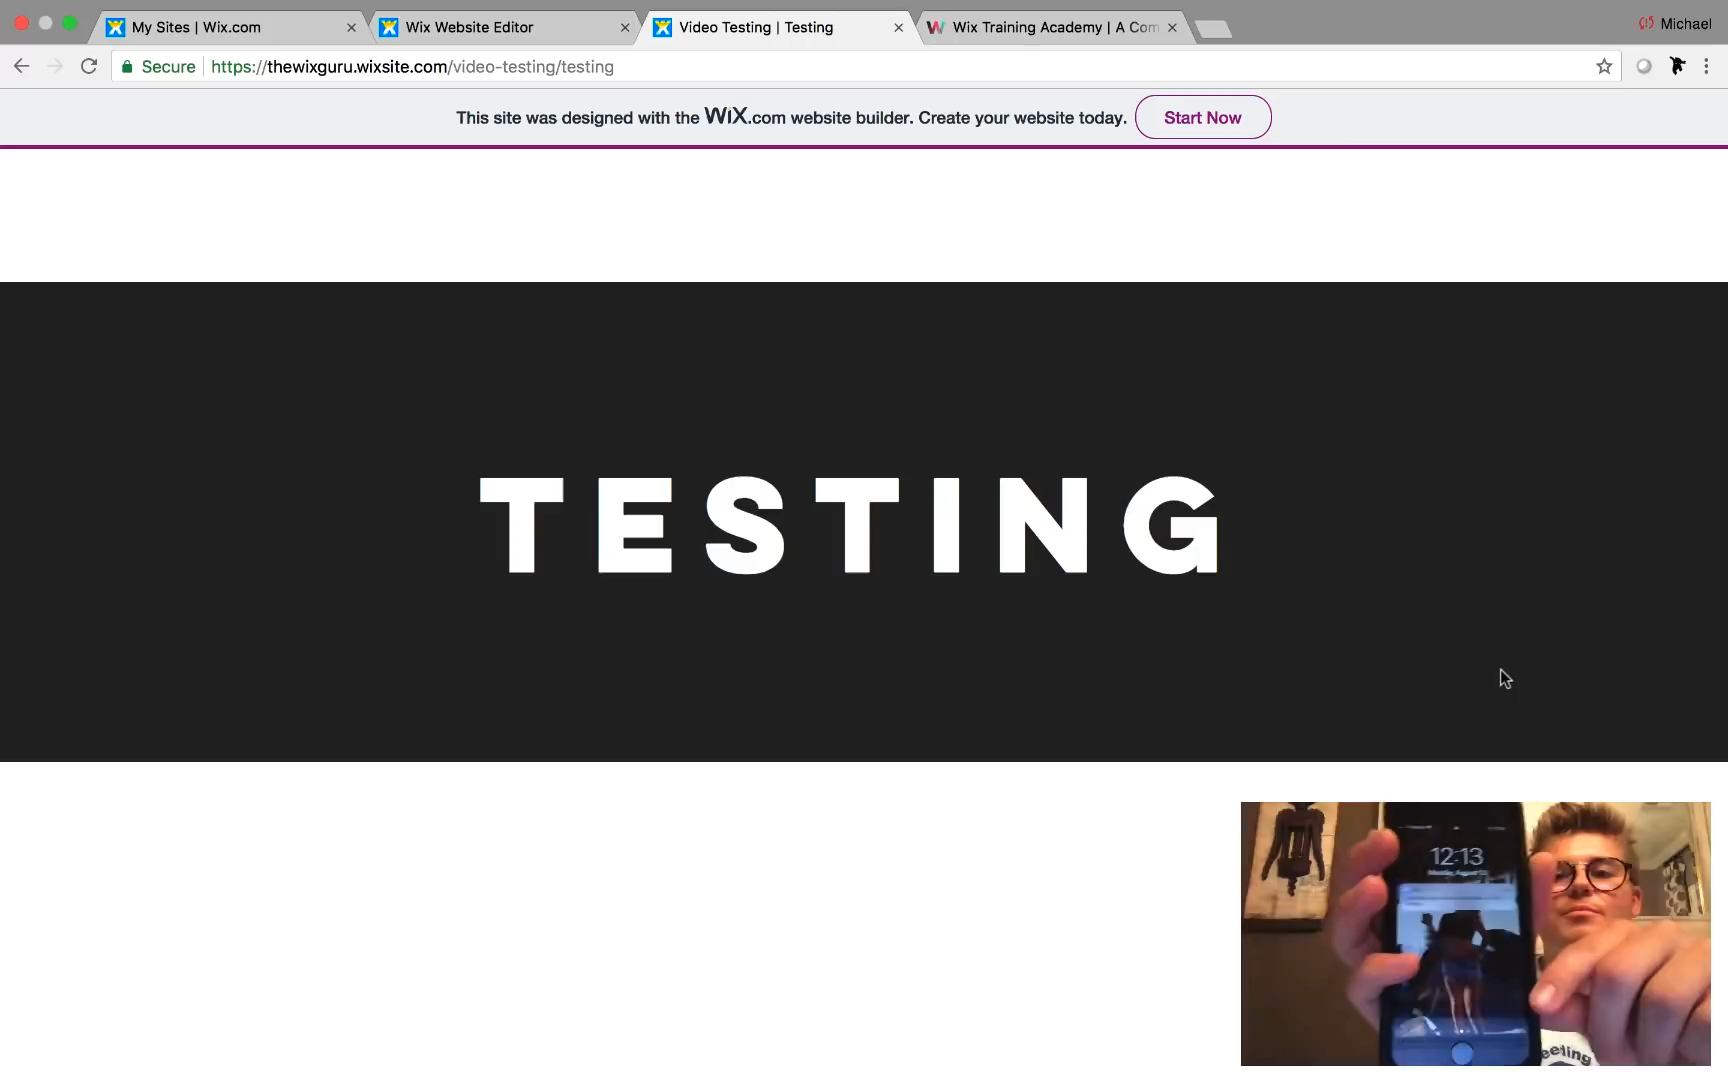 My Sites | Wix.com
Wix Website Editor
Video Testing | Testing
Wix Training Academy | A Com
Michael
Secure
https://thewixguru.wixsite.com/video-testing/testing
This site was designed with the WiX.com website builder. Create your website today.
Start Now
TESTING
12:13
Monday, August
eeting